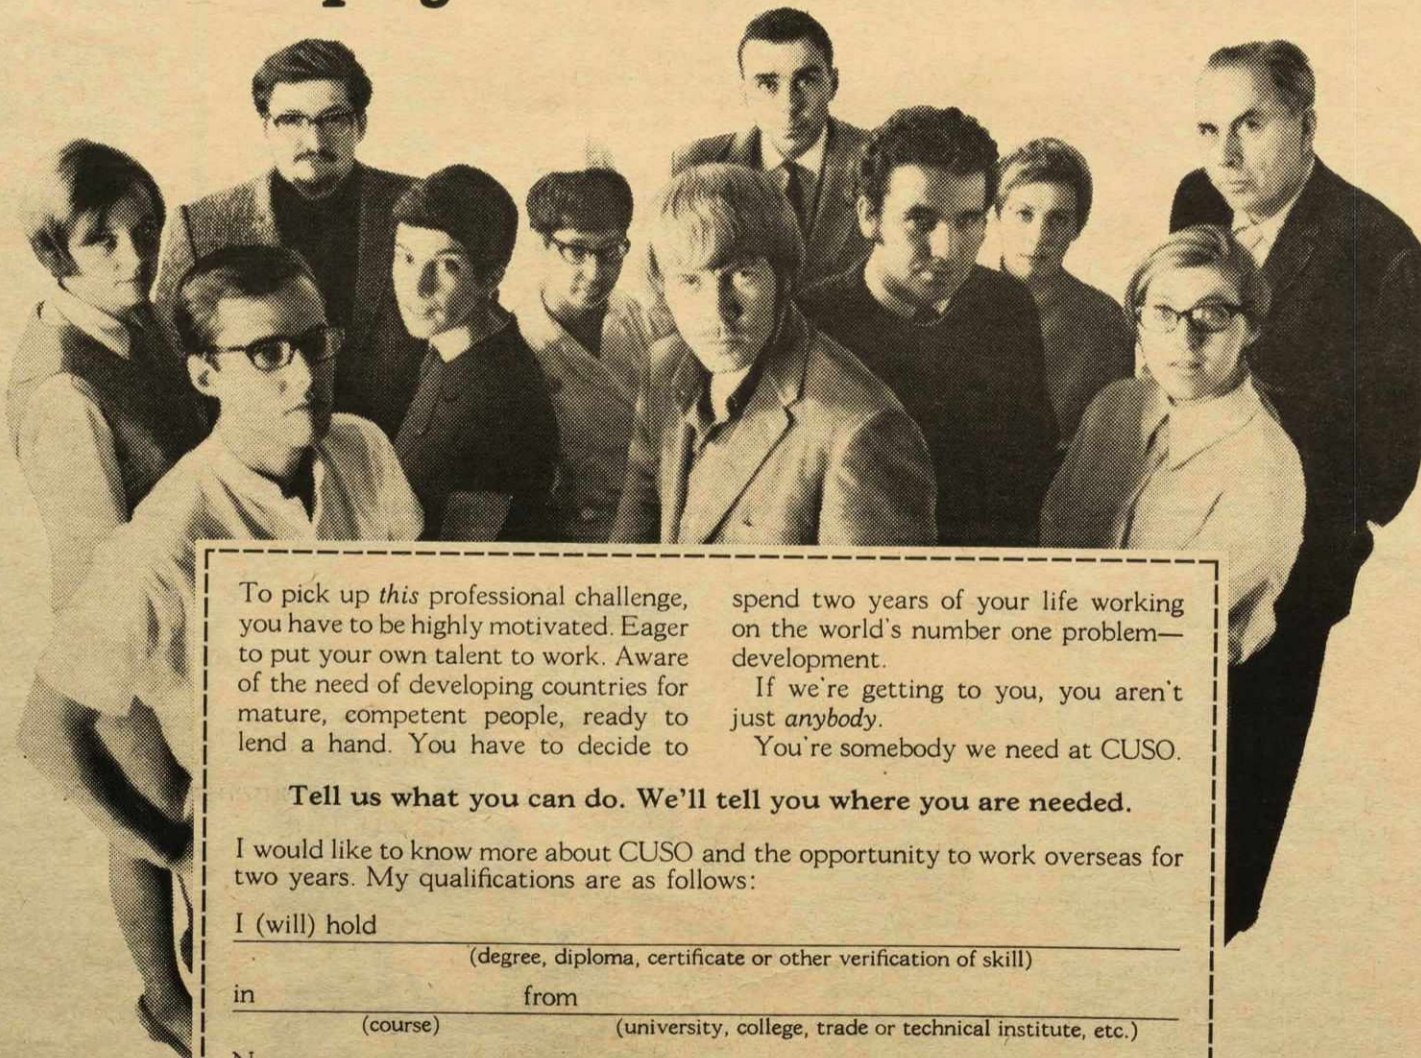 To pick up this professional challenge,
you have to be highly motivated. Eager
to put your own talent to work. Aware
of the need of developing countries for
mature, competent people, ready to
lend a hand. You have to decide to
spend two years of your life working
on the world's number one problem—
development.
If we're getting to you, you aren't
just anybody.
You're somebody we need at CUSO.
Tell us what you can do. We'll tell you where you are needed.
I would like to know more about CUSO and the opportunity to work overseas for
two years. My qualifications are as follows:
I (will) hold
(degree, diploma, certificate or other verification of skill)
in from
(course) (university, college, trade or technical institute, etc.)